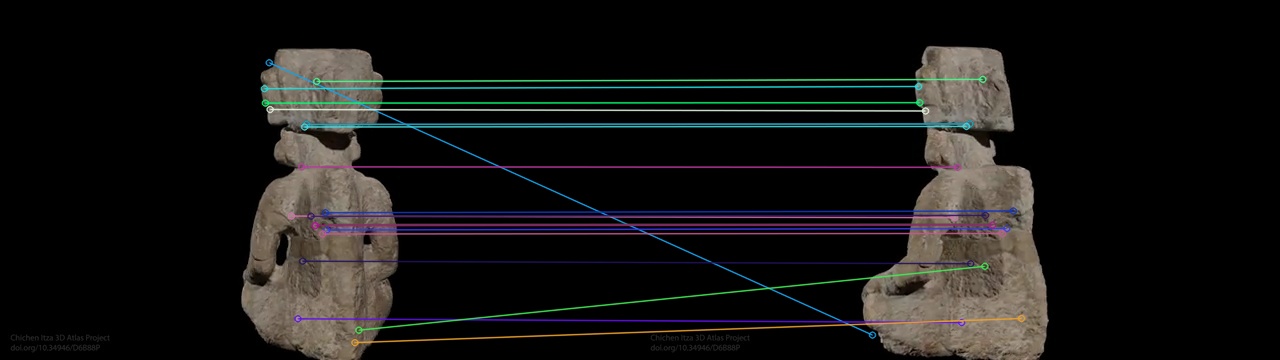 Chichen Itza 3D Atlas Project
doi.org/10.34946/D6B88P
Chichen Itza 3D Atlas Project
doi.org/10.34946/D6B88P